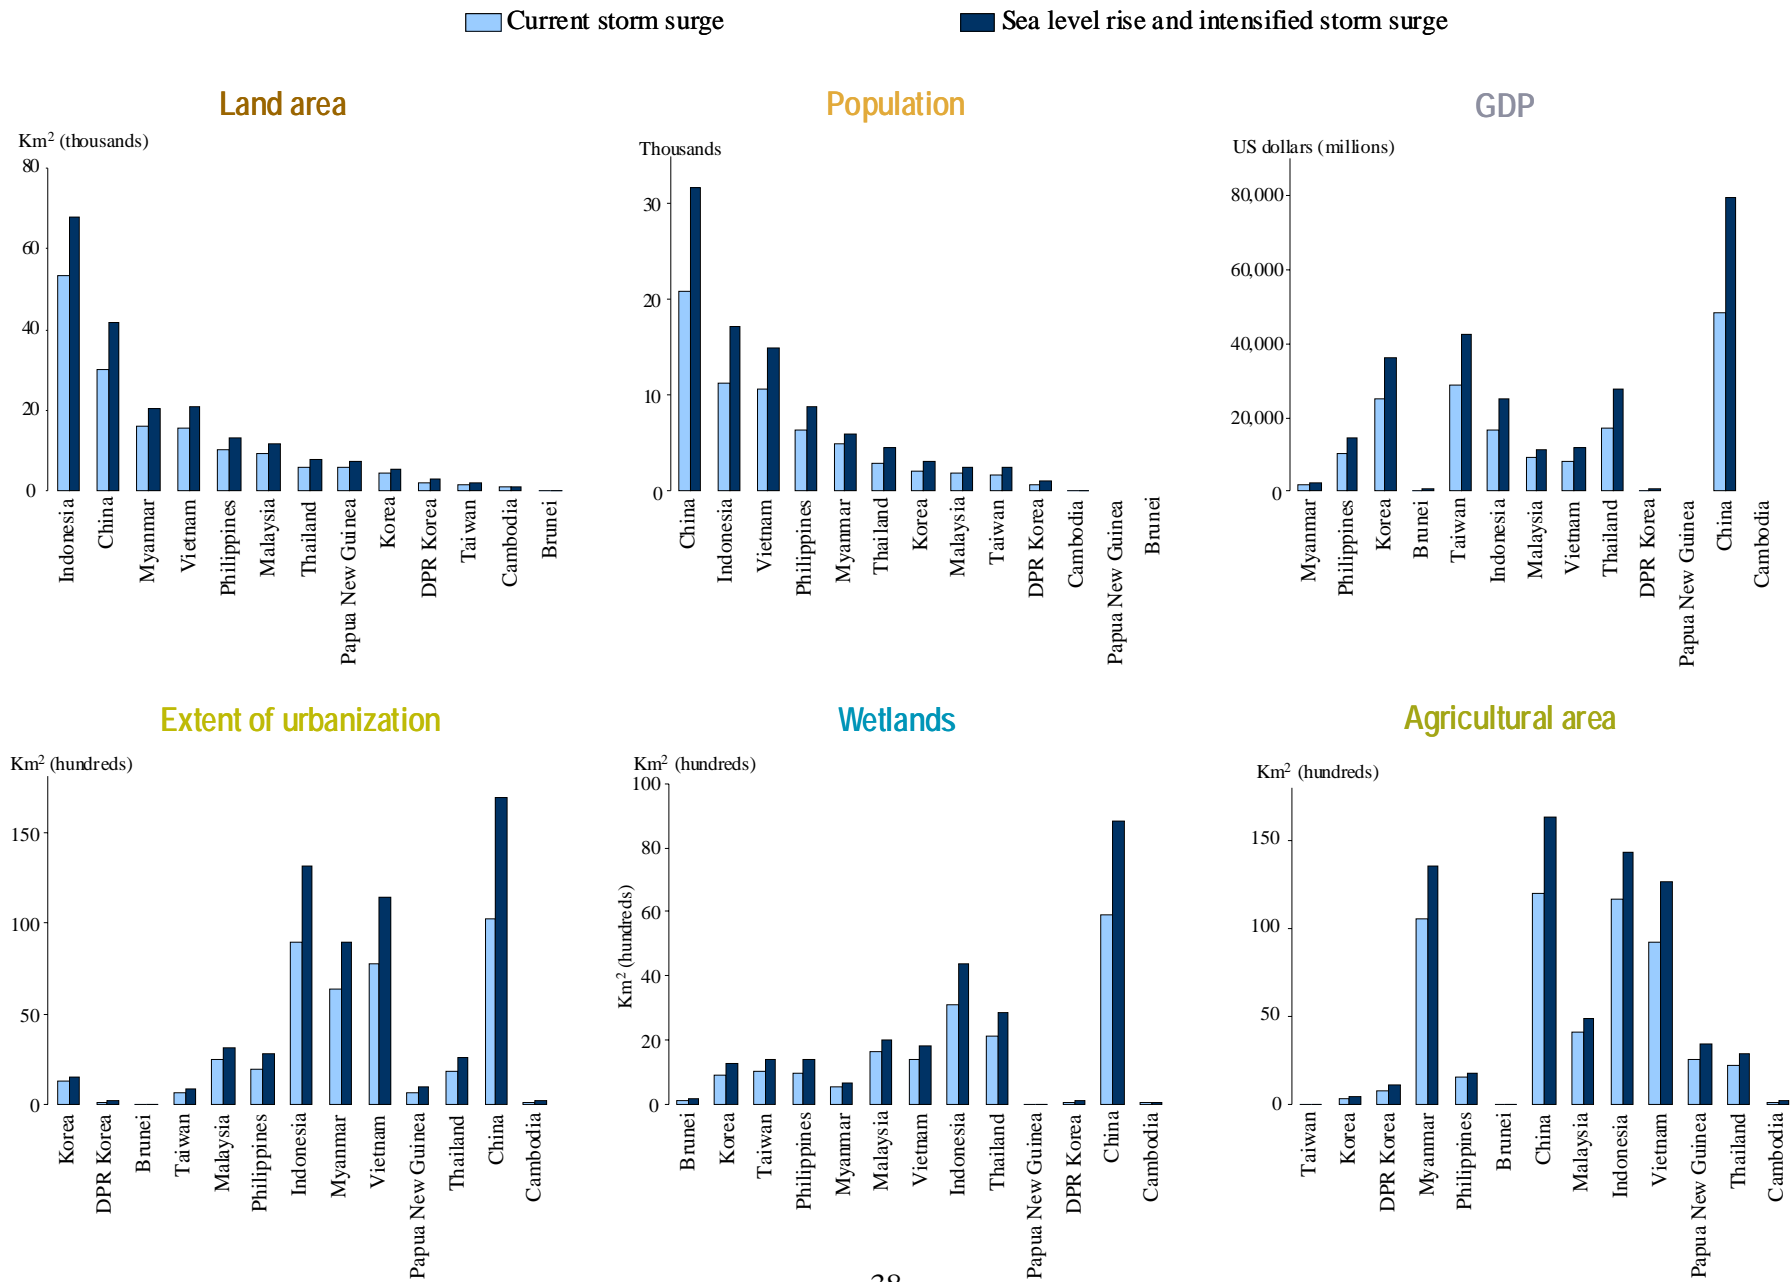 Current storm surge
Sea level rise and intensified storm surge
Land area
Km² (thousands)
80
60
40
20
0
Indonesia
China
Myanmar
Vietnam
Philippines
Malaysia
Thailand
Papua New Guinea
Korea
DPR Korea
Taiwan
Cambodia
Brunei
Population
Thousands
30
20
10
0
China
Indonesia
Vietnam
Philippines
Myanmar
Thailand
Korea
Malaysia
Taiwan
DPR Korea
Cambodia
Papua New Guinea
Brunei
GDP
US dollars (millions)
80,000
60,000
40,000
20,000
0
Myanmar
Philippines
Korea
Brunei
Taiwan
Indonesia
Malaysia
Vietnam
Thailand
DPR Korea
Papua New Guinea
China
Cambodia
Extent of urbanization
Km² (hundreds)
150
100
50
0
Korea
DPR Korea
Brunei
Taiwan
Malaysia
Philippines
Indonesia
Myanmar
Vietnam
Papua New Guinea
Thailand
China
Cambodia
Wetlands
Km² (hundreds)
Km² (hundreds)
100
80
60
40
20
0
Brunei
Korea
Taiwan
Philippines
Myanmar
Malaysia
Vietnam
Indonesia
Thailand
Papua New Guinea
DPR Korea
China
Cambodia
Agricultural area
Km² (hundreds)
150
100
50
0
Taiwan
Korea
DPR Korea
Myanmar
Philippines
Brunei
China
Malaysia
Indonesia
Vietnam
Papua New Guinea
Thailand
Cambodia
38